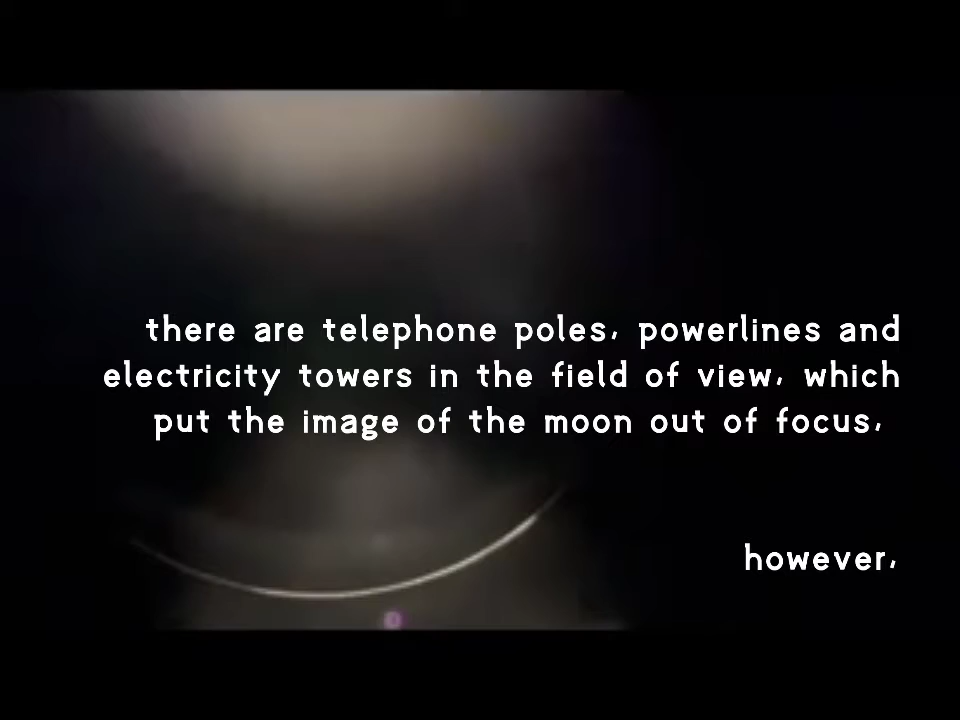 there are telephone poles, powerlines and
electricity towers in the field of view, which
put the image of the moon out of focus,
however,